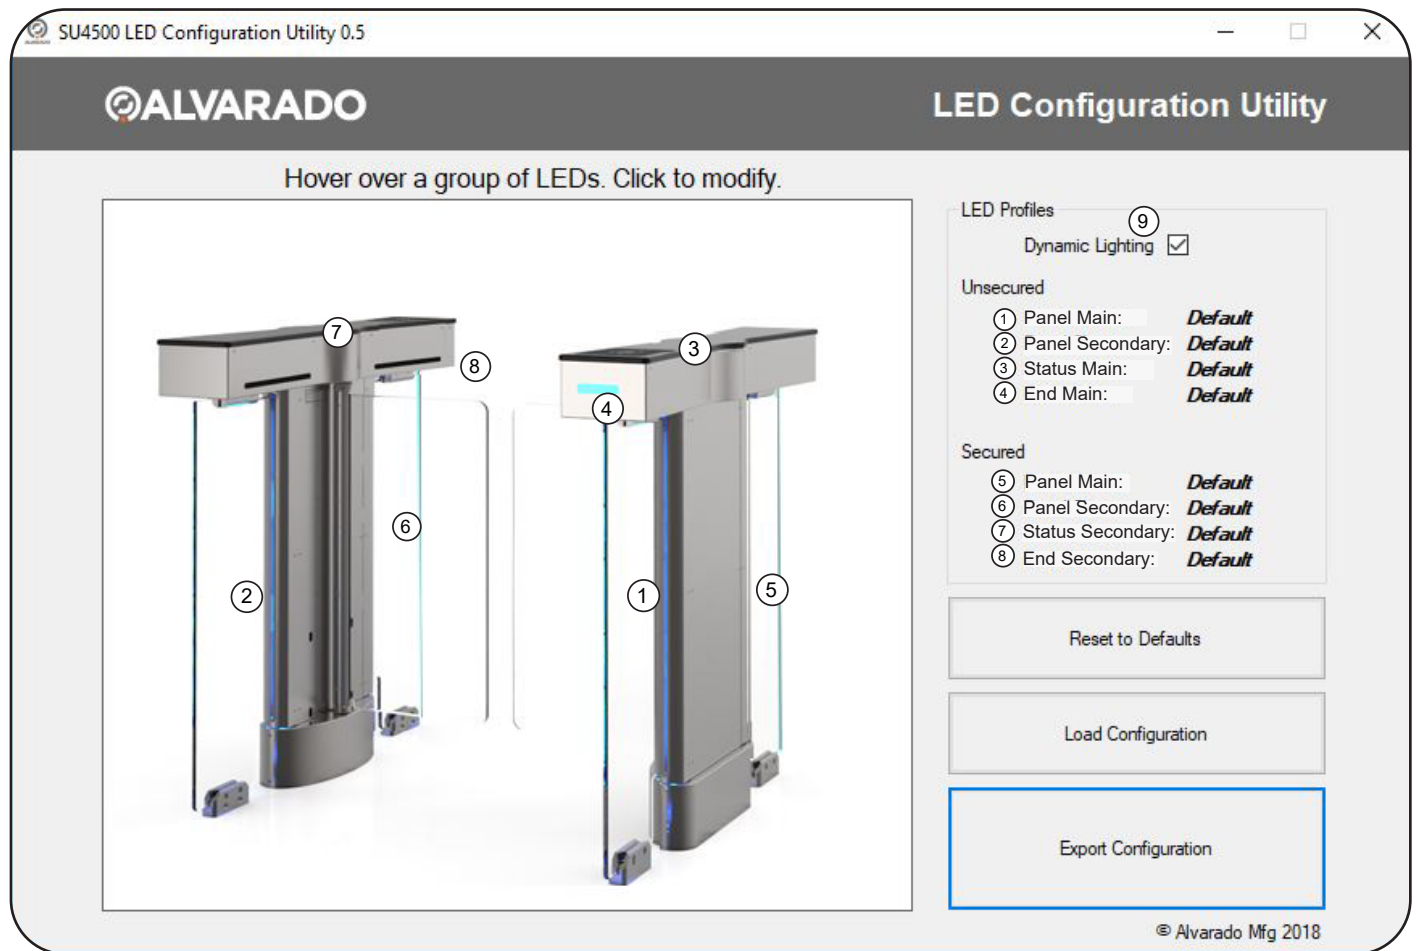 SU4500 LED Configuration Utility 0.5
ALVARADO
LED Configuration Utility
Hover over a group of LEDs. Click to modify.
7
8
3
4
6
2
1
5
LED Profiles
9
Dynamic Lighting
Unsecured
1 Panel Main: Default
2 Panel Secondary: Default
3 Status Main: Default
4 End Main: Default
Secured
5 Panel Main: Default
6 Panel Secondary: Default
7 Status Secondary: Default
8 End Secondary: Default
Reset to Defaults
Load Configuration
Export Configuration
© Alvarado Mfg 2018